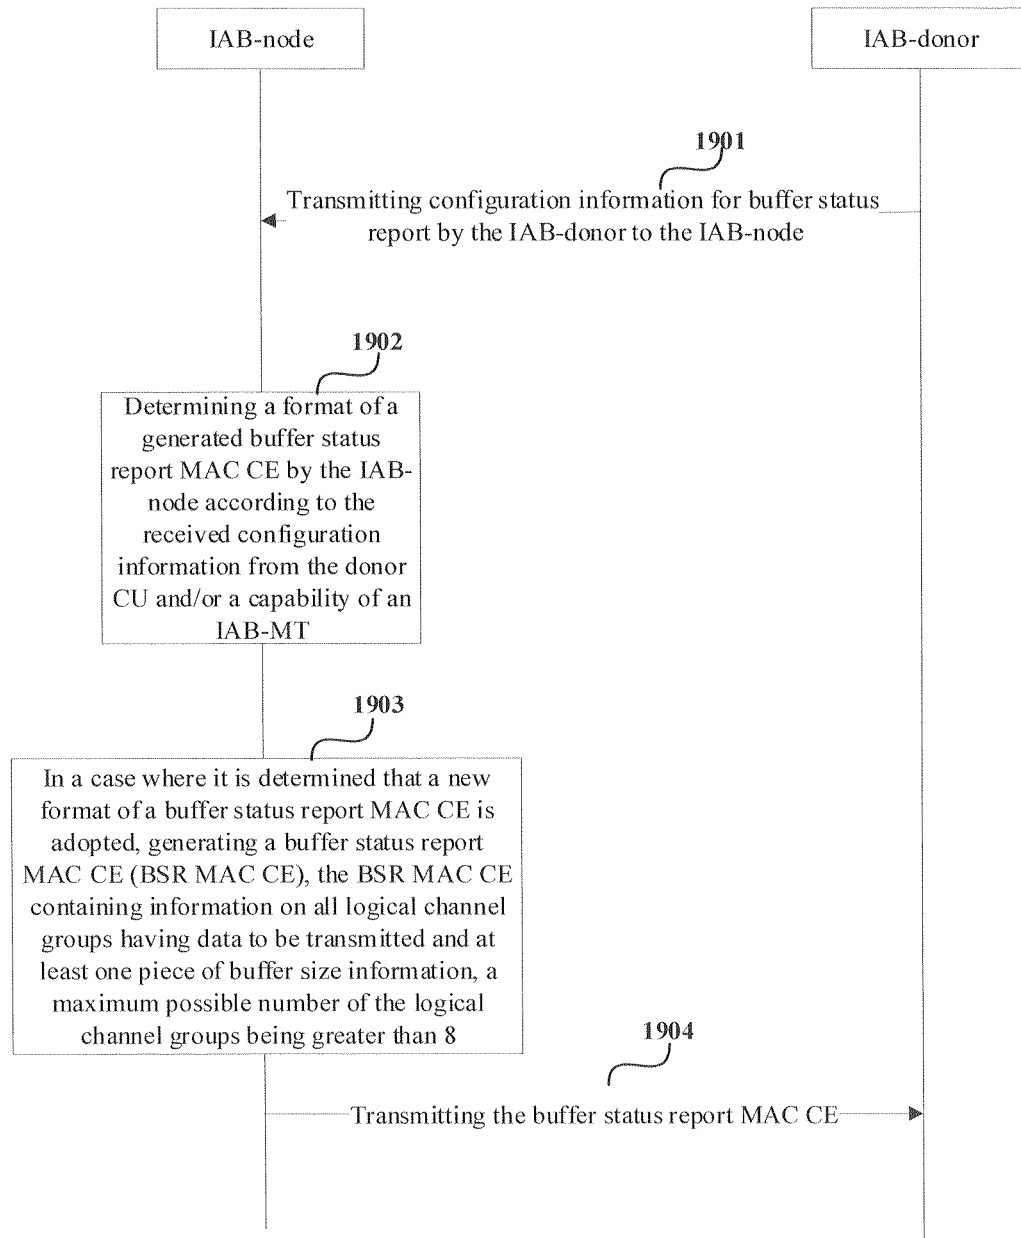 IAB-node
IAB-donor
1901
Transmitting configuration information for buffer status
report by the IAB-donor to the IAB-node
1902
Determining a format of a
generated buffer status
report MAC CE by the IAB-
node according to the
received configuration
information from the donor
CU and/or a capability of an
IAB-MT
1903
In a case where it is determined that a new
format of a buffer status report MAC CE is
adopted, generating a buffer status report
MAC CE (BSR MAC CE), the BSR MAC CE
containing information on all logical channel
groups having data to be transmitted and at
least one piece of buffer size information, a
maximum possible number of the logical
channel groups being greater than 8
1904
Transmitting the buffer status report MAC CE